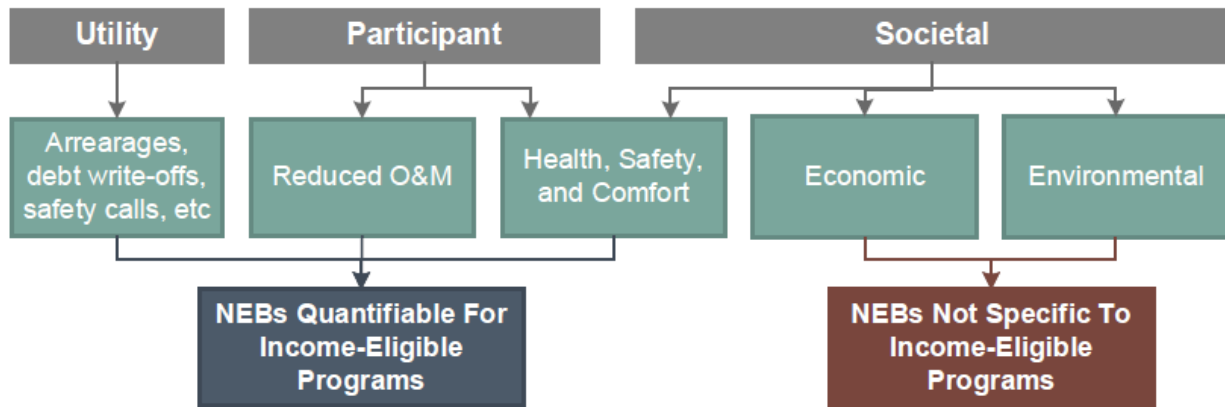 Utility
Participant
Societal
Arrearages,
debt write-offs,
safety calls, etc
Reduced O&M
Health, Safety,
and Comfort
Economic
Environmental
NEBs Quantifiable For
Income-Eligible
Programs
NEBs Not Specific To
Income-Eligible
Programs